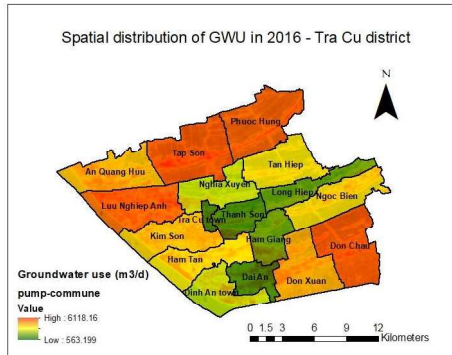 Spatial distribution of GWU in 2016 - Tra Cu district
N
Phuoc Hung
Tap Son
An Quang Huu
Tan Hiep
Nghia Xuyen
Long Hiep
Luu Nghiep Anh
Ngoc Bien
Tra Cu town
Thanh Son
Kim Son
Ham Giang
Don Chau
Ham Tan
Dai An
Don Xuan
Dinh An town
Groundwater use (m3/d)
pump-commune
Value
High : 6118.16
Low : 563.199
0 1.5 3 6 9 12
Kilometers